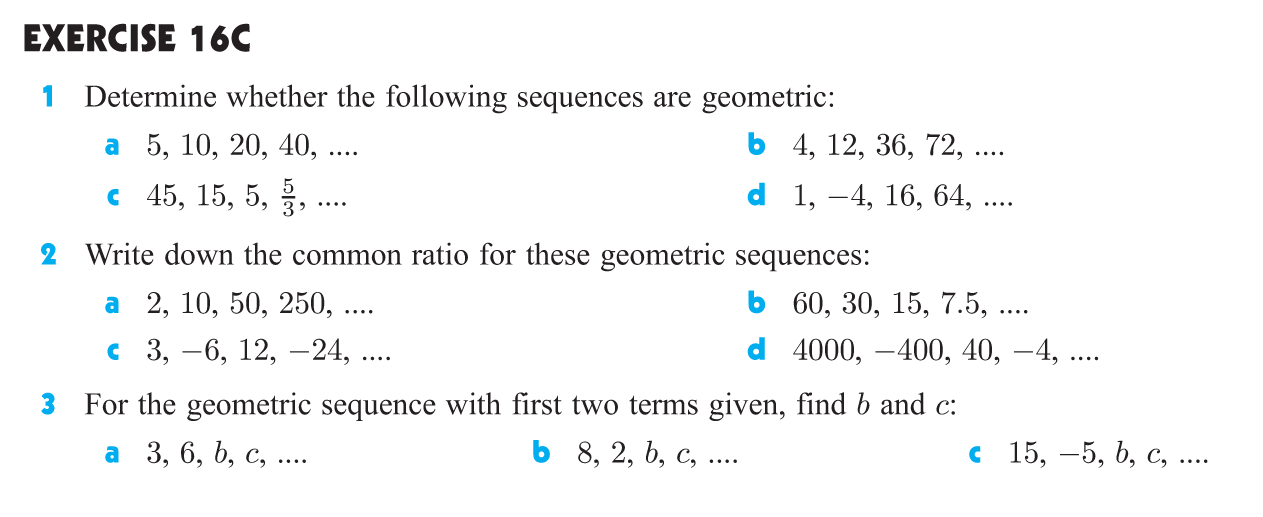 EXERCISE 16C
1 Determine whether the following sequences are geometric:
a 5, 10, 20, 40, .... b 4, 12, 36, 72, ....
c 45, 15, 5, 5/3, .... d 1, −4, 16, 64, ....
2 Write down the common ratio for these geometric sequences:
a 2, 10, 50, 250, .... b 60, 30, 15, 7.5, ....
c 3, −6, 12, −24, .... d 4000, −400, 40, −4, ....
3 For the geometric sequence with first two terms given, find b and c:
a 3, 6, b, c, .... b 8, 2, b, c, .... c 15, −5, b, c, ....